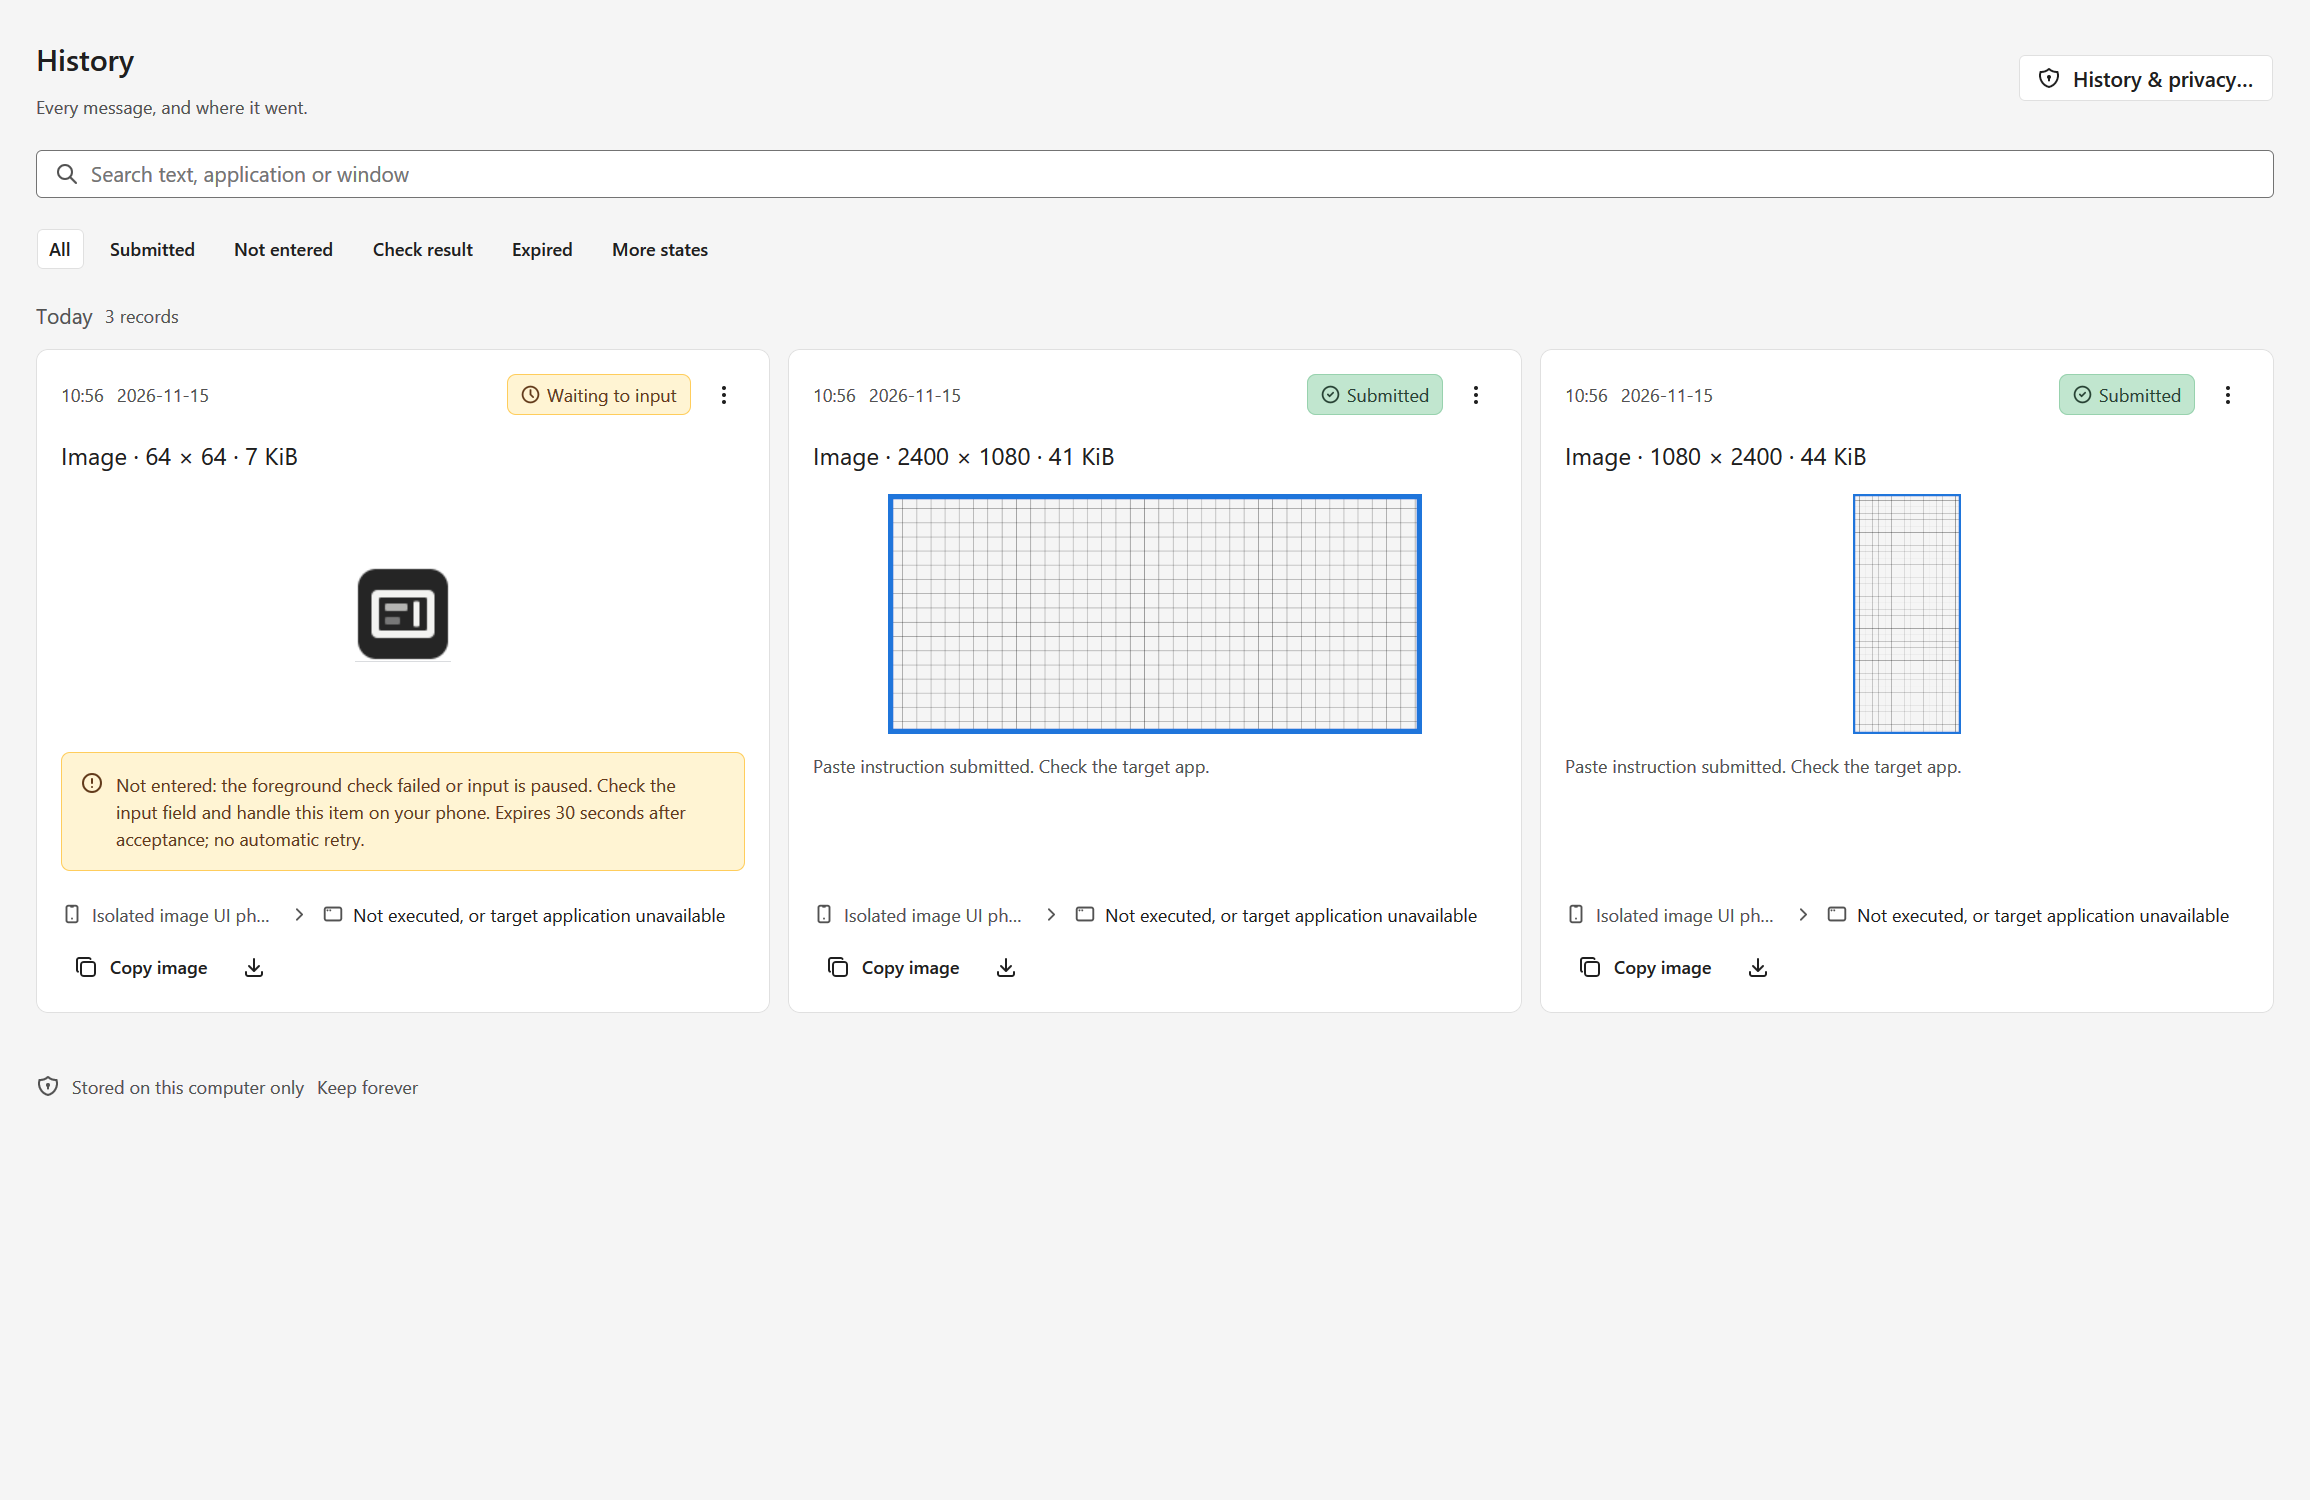 History
History & privacy...
Every message, and where it went.
Search text, application or window
All
Submitted
Not entered
Check result
Expired
More states
Today 3 records
10:56 2026-11-15
Waiting to input
Image · 64 × 64 · 7 KiB
Not entered: the foreground check failed or input is paused. Check the
input field and handle this item on your phone. Expires 30 seconds after
acceptance; no automatic retry.
Isolated image UI ph... > Not executed, or target application unavailable
Copy image
10:56 2026-11-15
Submitted
Image · 2400 × 1080 · 41 KiB
Paste instruction submitted. Check the target app.
Isolated image UI ph... > Not executed, or target application unavailable
Copy image
10:56 2026-11-15
Submitted
Image · 1080 × 2400 · 44 KiB
Paste instruction submitted. Check the target app.
Isolated image UI ph... > Not executed, or target application unavailable
Copy image
Stored on this computer only Keep forever